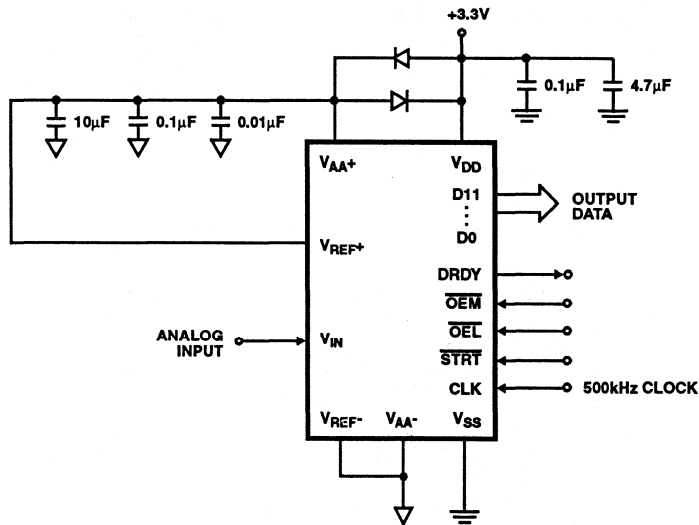 +3.3V
0.1μF
4.7μF
10μF
0.1μF
0.01μF
VAA+
VDD
D11
D0
OUTPUT
DATA
VREF+
DRDY
OEM
OEL
ANALOG
INPUT
VIN
STRT
CLK
500kHz CLOCK
VREF-
VAA-
VSS